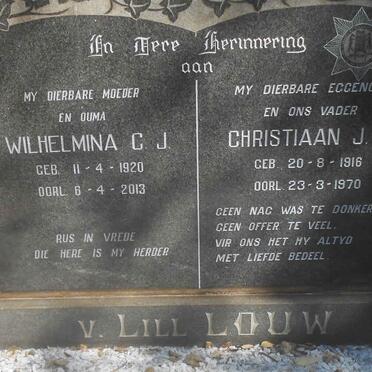 In Tere Herinnering
aan
MY DIERBARE MOEDER
EN OUMA
WILHELMINA C. J.
GEB. 11 - 4 - 1920
OORL. 6 - 4 - 2013
RUS IN VREDE
DIE HERE IS MY HERDER
MY DIERBARE EGGENO
EN ONS VADER
CHRISTIAAN J.
GEB. 20 - 8 - 1916
OORL. 23 - 3 - 1970
GEEN NAG WAS TE DONKER
GEEN OFFER TE VEEL.
VIR ONS HET HY ALTYD
MET LIEFDE BEDEEL.
V. LILL LOUW